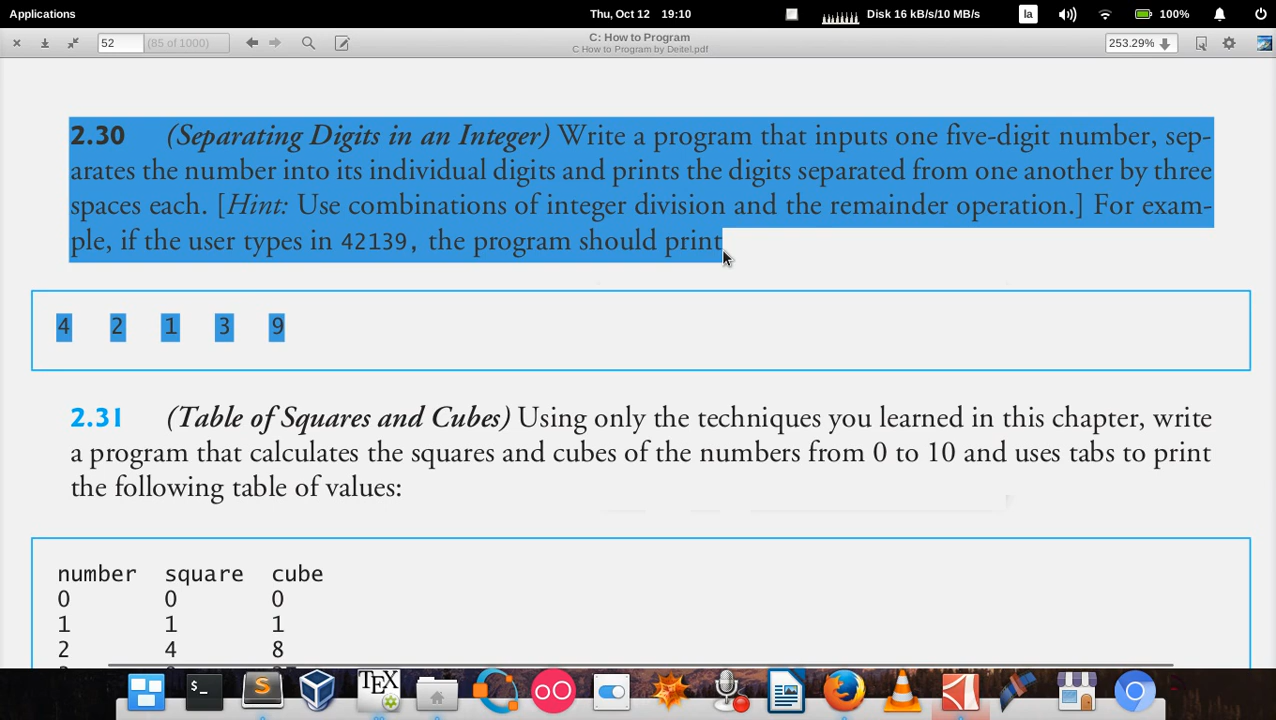 Applications
Thu, Oct 12 19:10
Disk 16 kB/s/10 MB/s
la
100%
52 (85 of 1000)
C: How to Program
C How to Program by Deitel.pdf
253.29%
2.30 (Separating Digits in an Integer) Write a program that inputs one five-digit number, sep-
arates the number into its individual digits and prints the digits separated from one another by three
spaces each. [Hint: Use combinations of integer division and the remainder operation.] For exam-
ple, if the user types in 42139, the program should print
4 2 1 3 9
2.31 (Table of Squares and Cubes) Using only the techniques you learned in this chapter, write
a program that calculates the squares and cubes of the numbers from 0 to 10 and uses tabs to print
the following table of values:
number square cube
0 0 0
1 1 1
2 4 8
>_
S
TEX